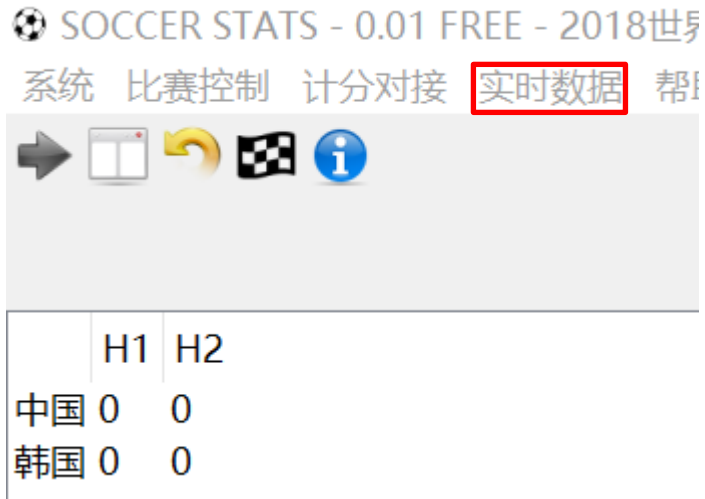 SOCCER STATS - 0.01 FREE - 2018世
系统 比赛控制 计分对接 实时数据 帮
H1 H2
中国 0 0
韩国 0 0